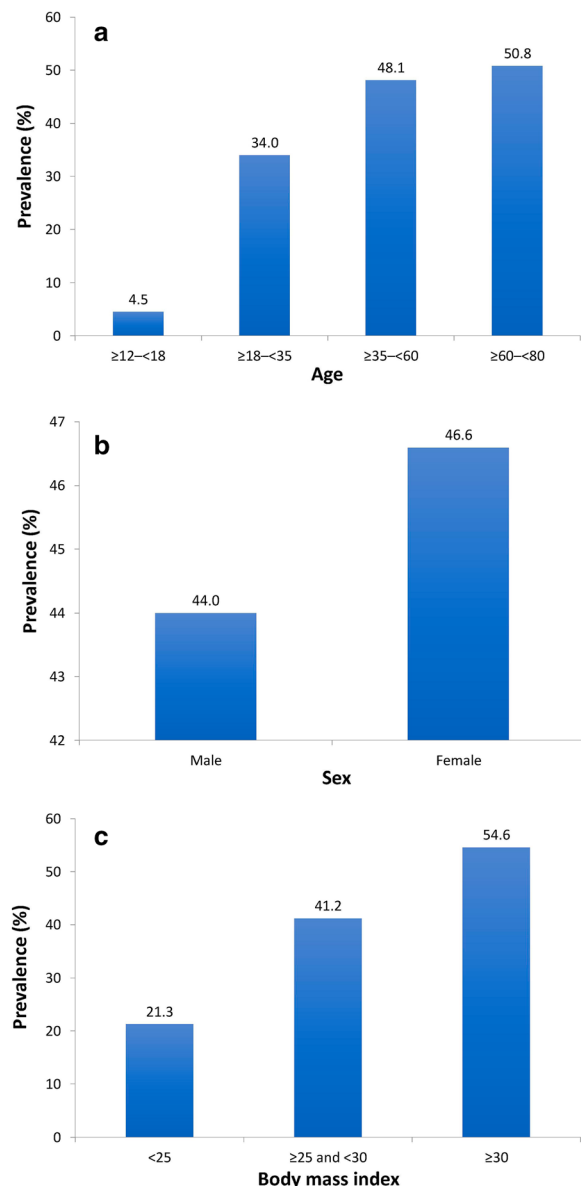 a
Prevalence (%)
60
50
40
30
20
10
0
4.5
34.0
48.1
50.8
≥12–<18
≥18–<35
≥35–<60
≥60–<80
Age
b
Prevalence (%)
47
46
45
44
43
42
44.0
46.6
Male
Female
Sex
c
Prevalence (%)
60
50
40
30
20
10
0
21.3
41.2
54.6
<25
≥25 and <30
≥30
Body mass index